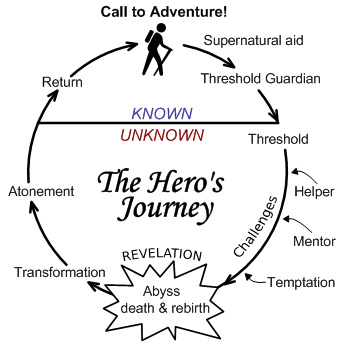 Call to Adventure!
Supernatural aid
Threshold Guardian
Return
KNOWN
UNKNOWN
Threshold
The Hero's
Journey
Helper
Mentor
Challenges
Temptation
REVELATION
Abyss
death & rebirth
Transformation
Atonement